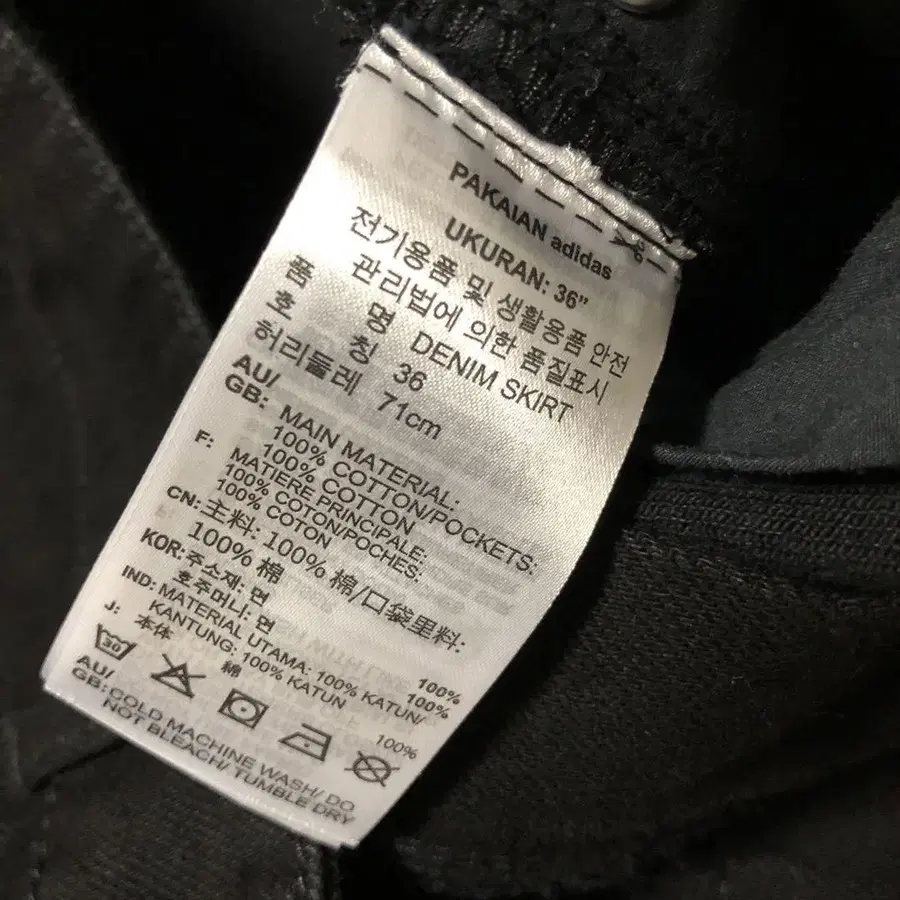 PAKAIAN adidas
UKURAN: 36"
전기용품 및 생활용품 안전
관리법에 의한 품질표시
품 명 DENIM SKIRT
호 칭 36
허리둘레 71cm
AU/
GB: MAIN MATERIAL:
100% COTTON/POCKETS:
100% COTTON
F: MATIERE PRINCIPALE:
100% COTON/POCHES:
100% COTON
CN: 主料: 100% 棉/口袋里料:
100% 棉
KOR: 주소재: 면 100%
호주머니: 면 100%
IND: MATERIAL UTAMA: 100% KATUN/
KANTUNG: 100% KATUN
J: 本体 綿 100%
30
AU/
GB: COLD MACHINE WASH/ DO
NOT BLEACH/ TUMBLE DRY